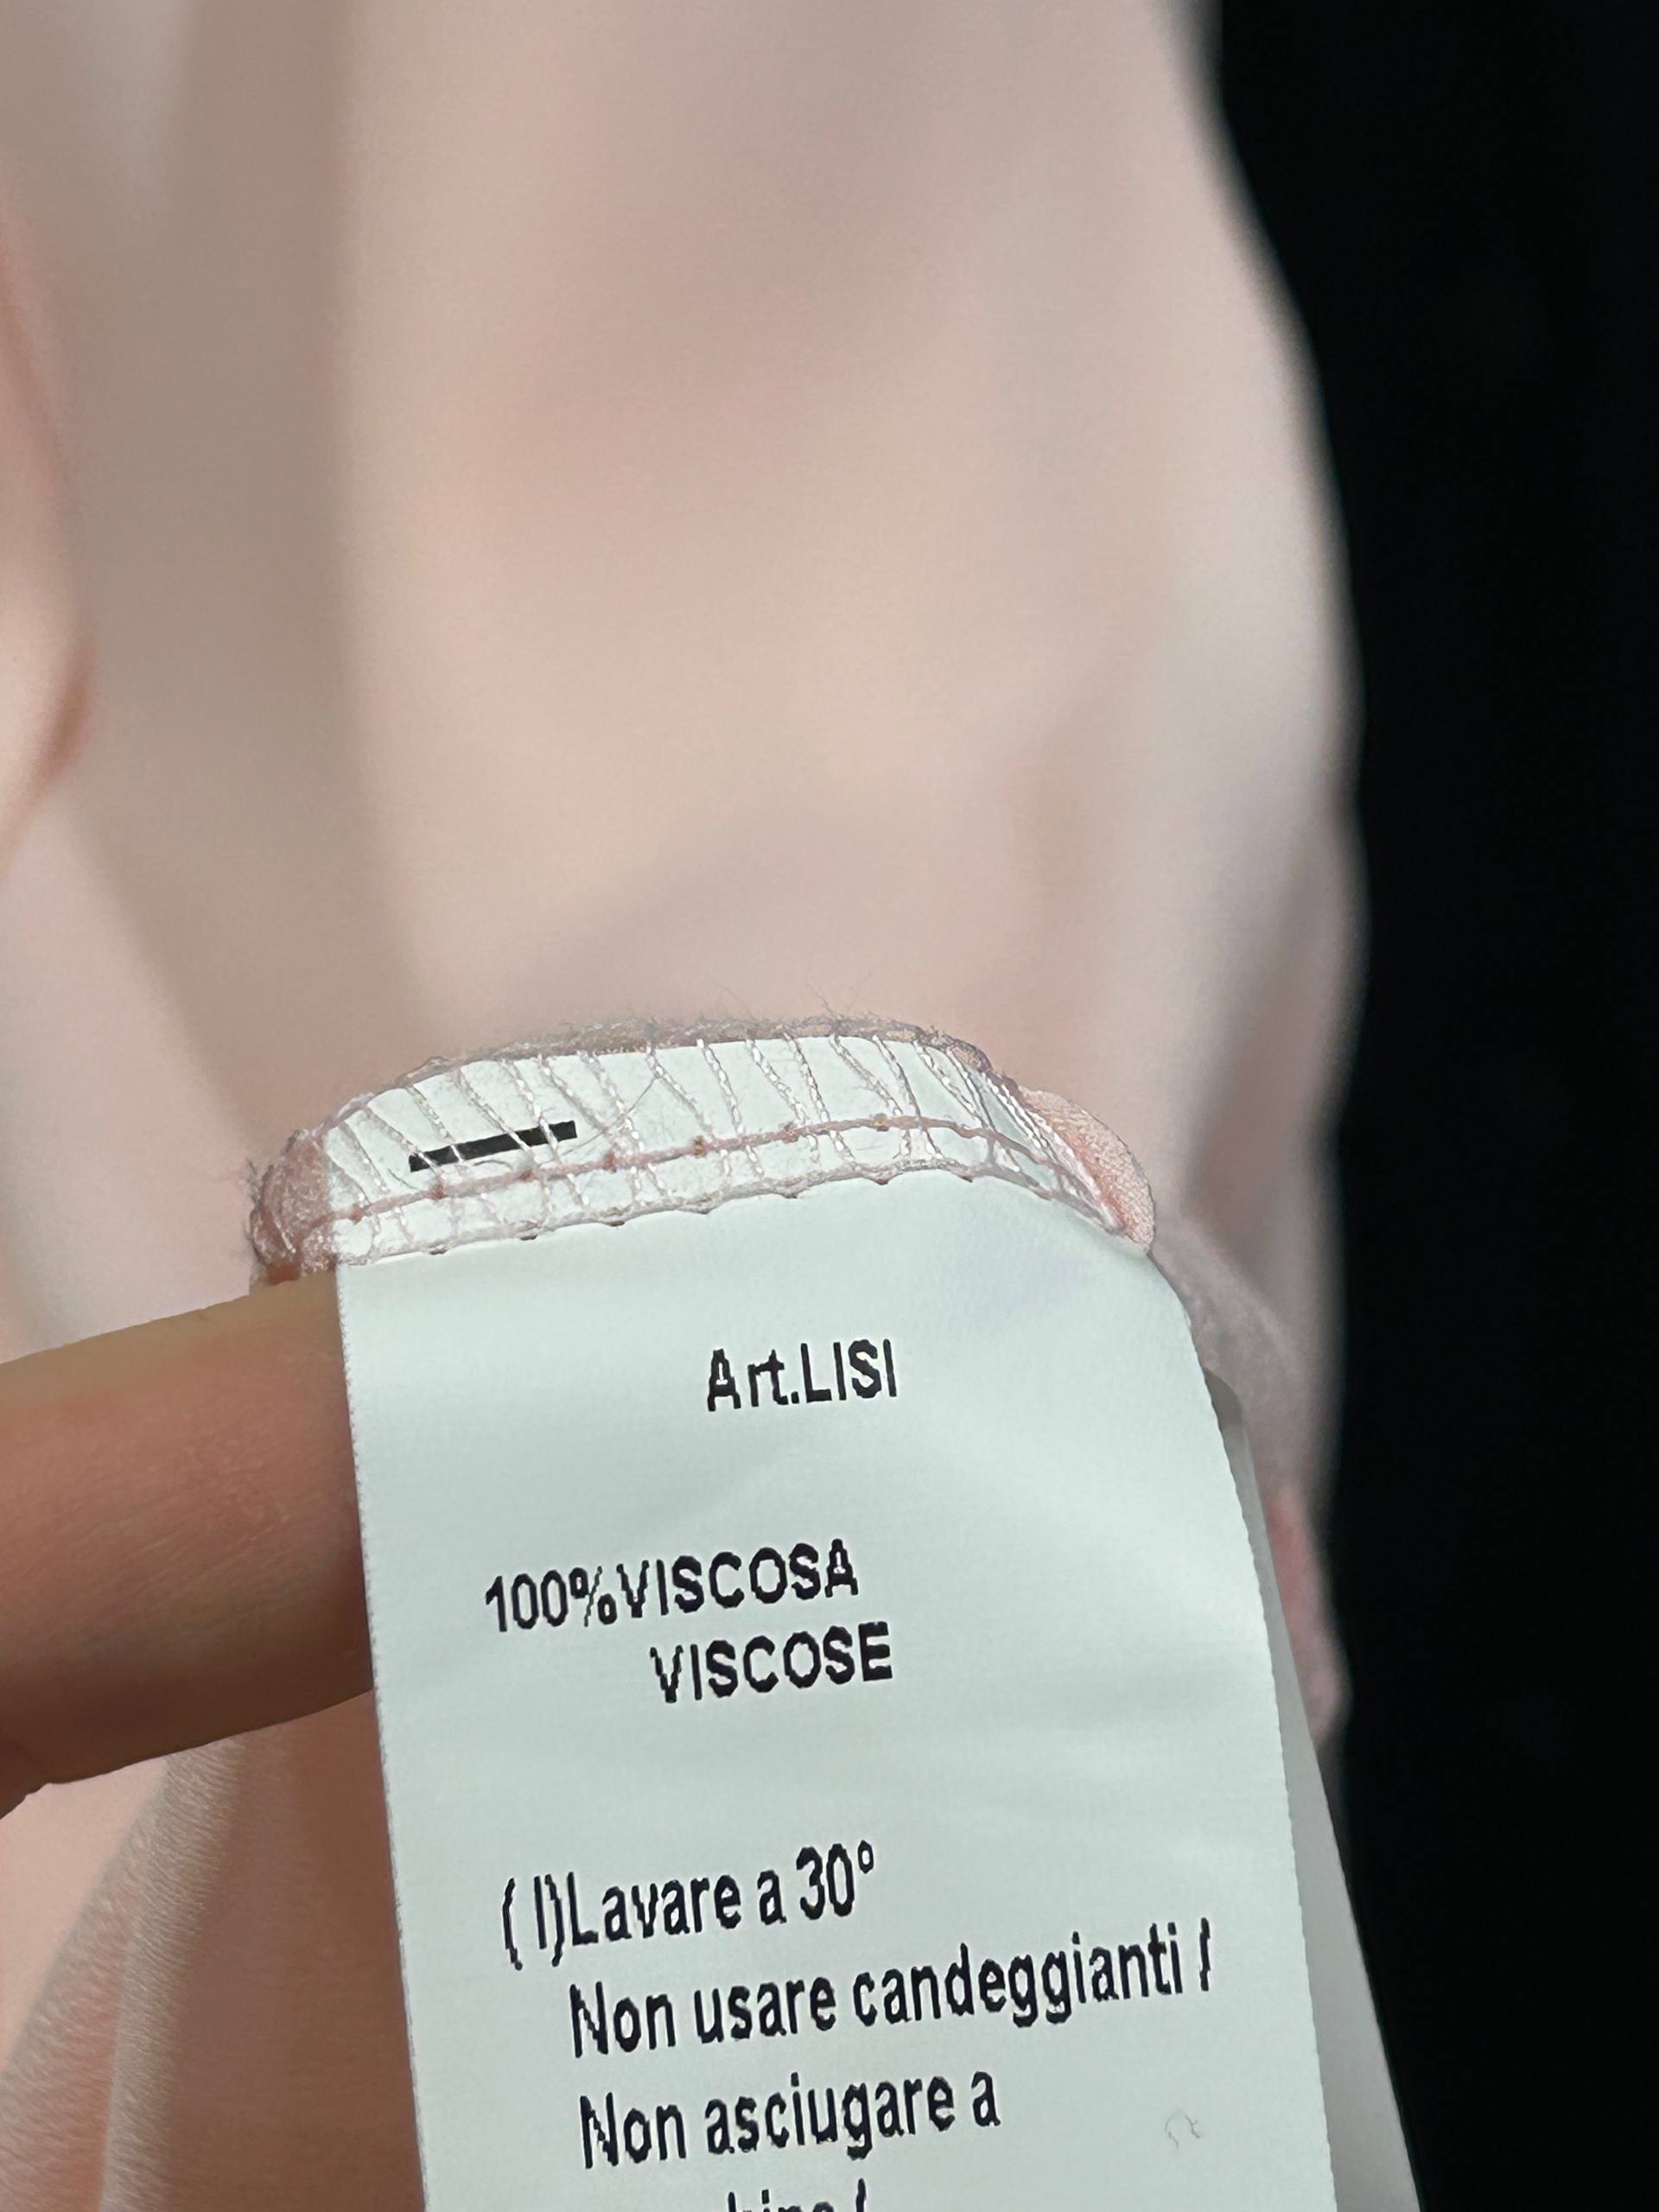 Art.LISI
100%VISCOSA
VISCOSE
( I)Lavare a 30°
Non usare candeggianti /
Non asciugare a